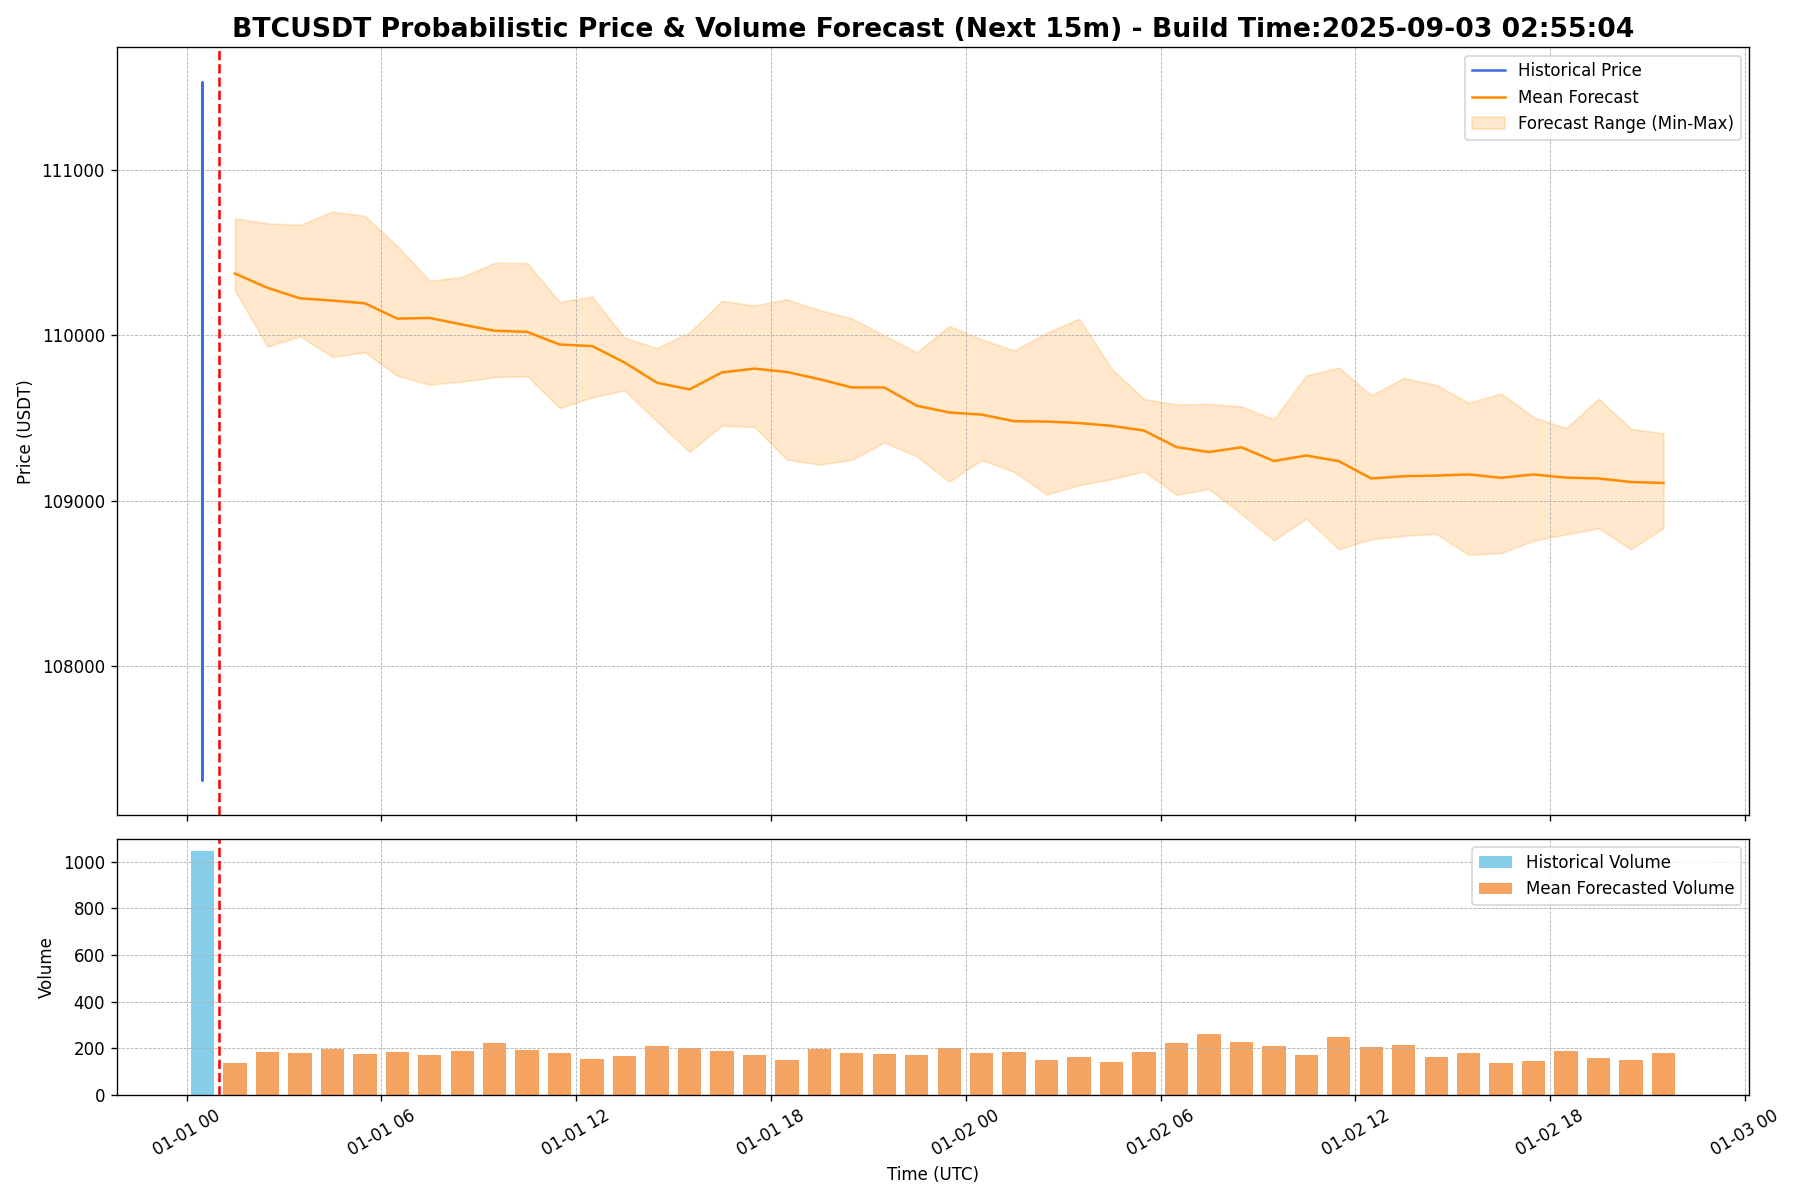 BTCUSDT Probabilistic Price & Volume Forecast (Next 15m) - Build Time:2025-09-03 02:55:04
Historical Price
Mean Forecast
Forecast Range (Min-Max)
Price (USDT)
111000
110000
109000
108000
Historical Volume
Mean Forecasted Volume
Volume
1000
800
600
400
200
0
01-01 00
01-01 06
01-01 12
01-01 18
01-02 00
01-02 06
01-02 12
01-02 18
01-03 00
Time (UTC)